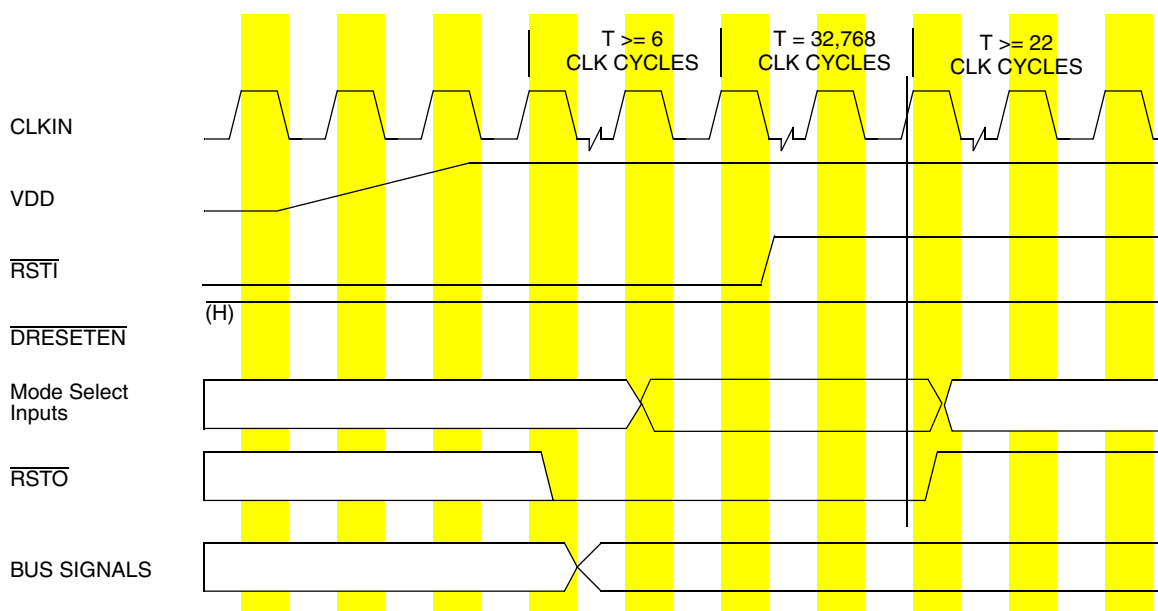 T >= 6
CLK CYCLES
T = 32,768
CLK CYCLES
T >= 22
CLK CYCLES
CLKIN
VDD
RSTI
(H)
DRESETEN
Mode Select
Inputs
RSTO
BUS SIGNALS